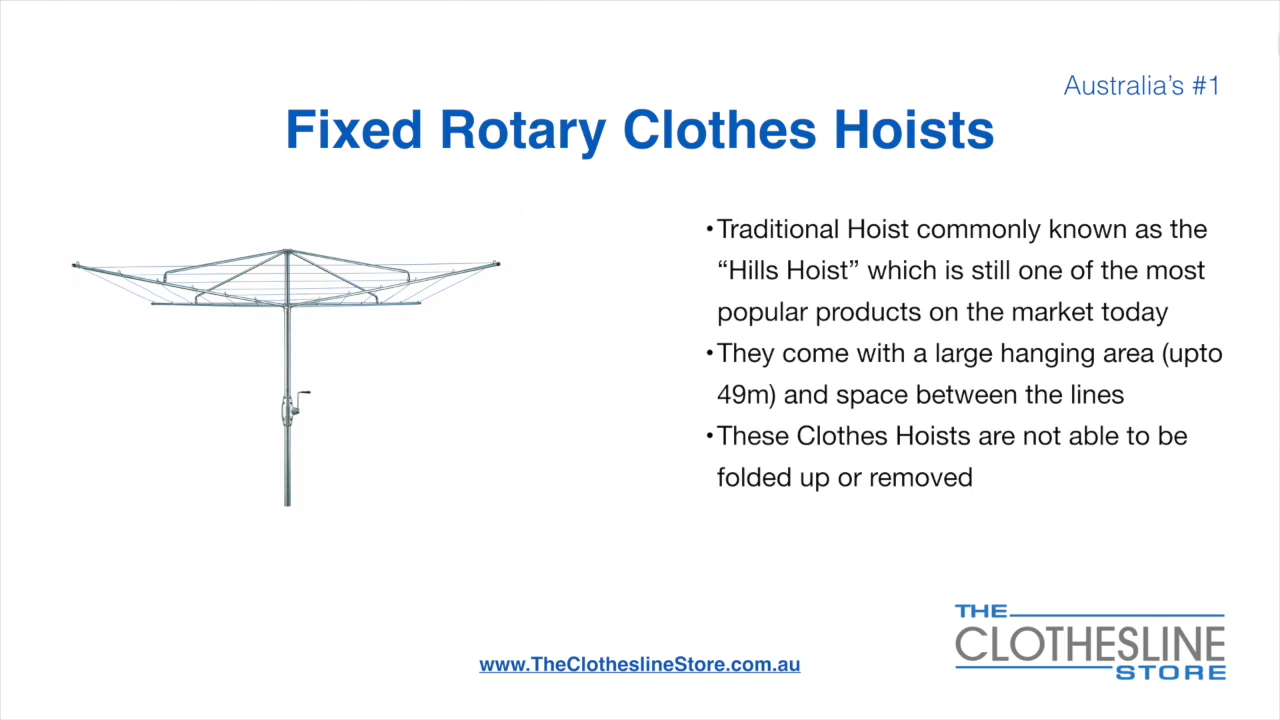 Australia’s #1
Fixed Rotary Clothes Hoists
•Traditional Hoist commonly known as the
“Hills Hoist” which is still one of the most
popular products on the market today
•They come with a large hanging area (upto
49m) and space between the lines
•These Clothes Hoists are not able to be
folded up or removed
www.TheClotheslineStore.com.au
THE
CLOTHESLINE
STORE